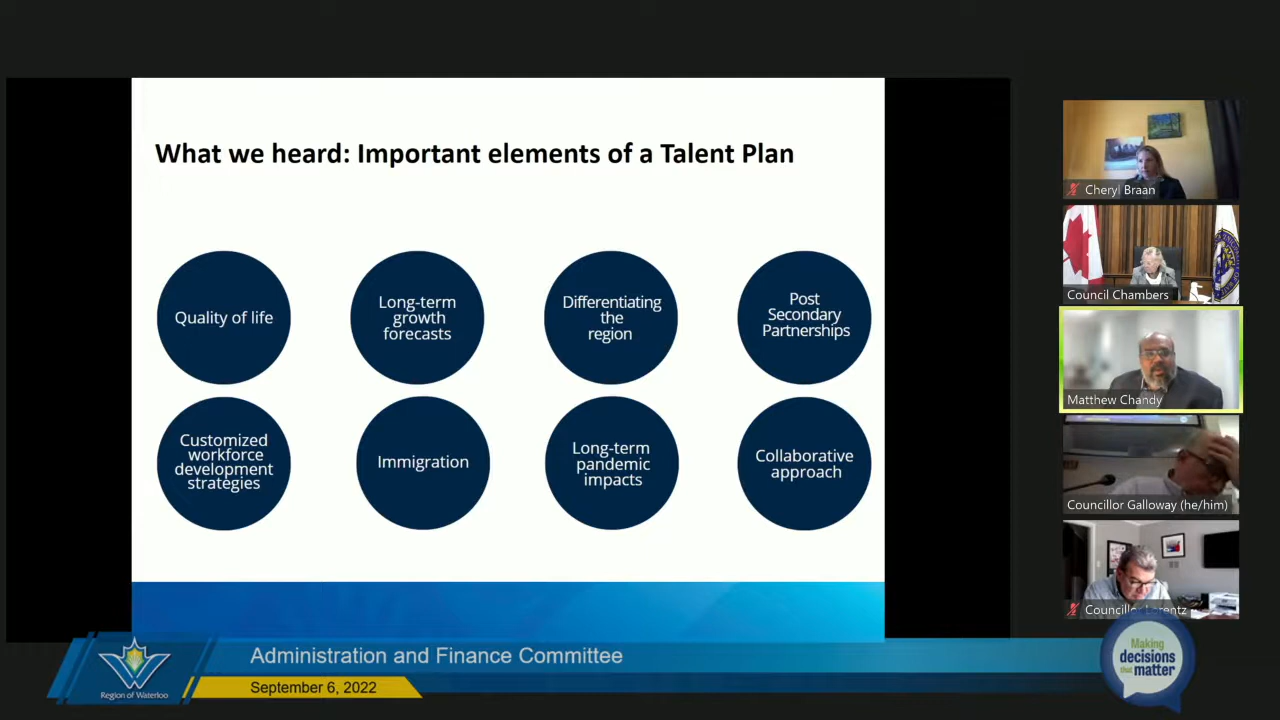 What we heard: Important elements of a Talent Plan
Quality of life
Long-term
growth
forecasts
Differentiating
the
region
Post
Secondary
Partnerships
Customized
workforce
development
strategies
Immigration
Long-term
pandemic
impacts
Collaborative
approach
Cheryl Braan
Council Chambers
Matthew Chandy
Councillor Galloway (he/him)
Councillor Lorentz
Region of Waterloo
Administration and Finance Committee
September 6, 2022
Making
decisions
that matter